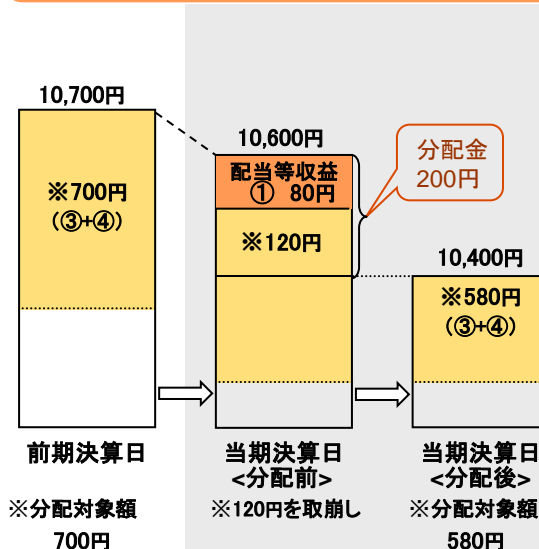 10,700円
※700円
(③+④)
10,600円
配当等収益
① 80円
※120円
分配金
200円
10,400円
※580円
(③+④)
前期決算日
当期決算日
<分配前>
当期決算日
<分配後>
※分配対象額
700円
※120円を取崩し
※分配対象額
580円